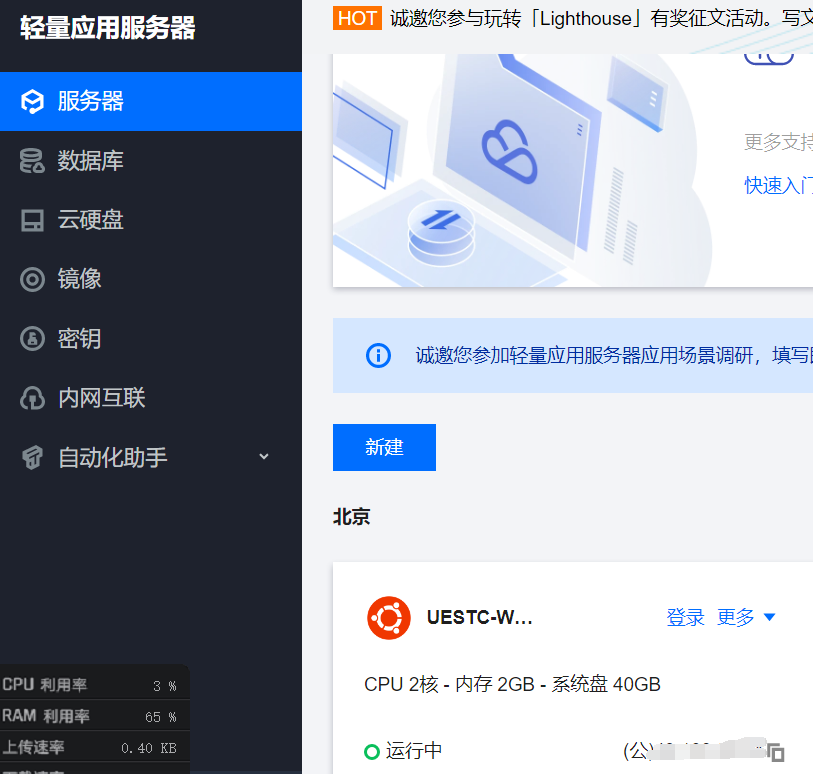 轻量应用服务器
服务器
数据库
云硬盘
镜像
密钥
内网互联
自动化助手
CPU 利用率 3 %
RAM 利用率 65 %
上传速率 0.40 KB
HOT 诚邀您参与玩转「Lighthouse」有奖征文活动。写文
更多支持
快速入门
诚邀您参加轻量应用服务器应用场景调研，填写
新建
北京
UESTC-W... 登录 更多
CPU 2核 - 内存 2GB - 系统盘 40GB
运行中 (公)